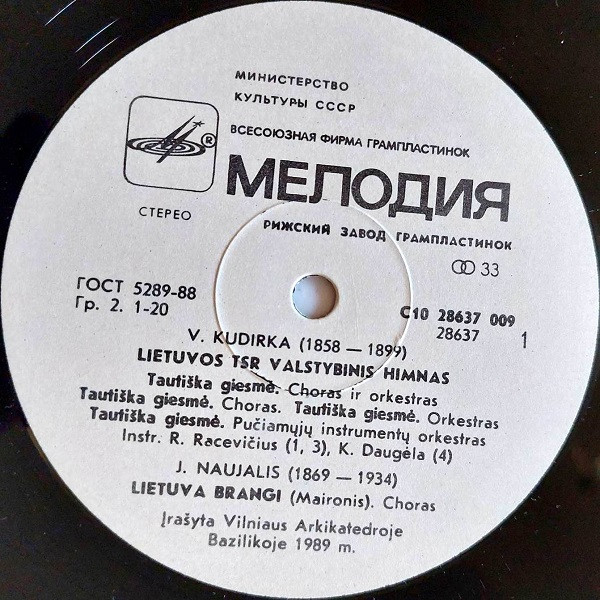 МИНИСТЕРСТВО
КУЛЬТУРЫ СССР
ВСЕСОЮЗНАЯ ФИРМА ГРАМПЛАСТИНОК
®
МЕЛОДИЯ
СТЕРЕО
РИЖСКИЙ ЗАВОД ГРАМПЛАСТИНОК
33
ГОСТ 5289-88
Гр. 2. 1-20
С10 28637 009
28637
1
V. KUDIRKA (1858 — 1899)
LIETUVOS TSR VALSTYBINIS HIMNAS
Tautiška giesmė. Choras ir orkestras
Tautiška giesmė. Choras. Tautiška giesmė. Orkestras
Tautiška giesmė. Pučiamųjų instrumentų orkestras
Instr. R. Racevičius (1, 3), K. Daugėla (4)
J. NAUJALIS (1869 — 1934)
LIETUVA BRANGI (Maironis). Choras
Įrašyta Vilniaus Arkikatedroje
Bazilikoje 1989 m.